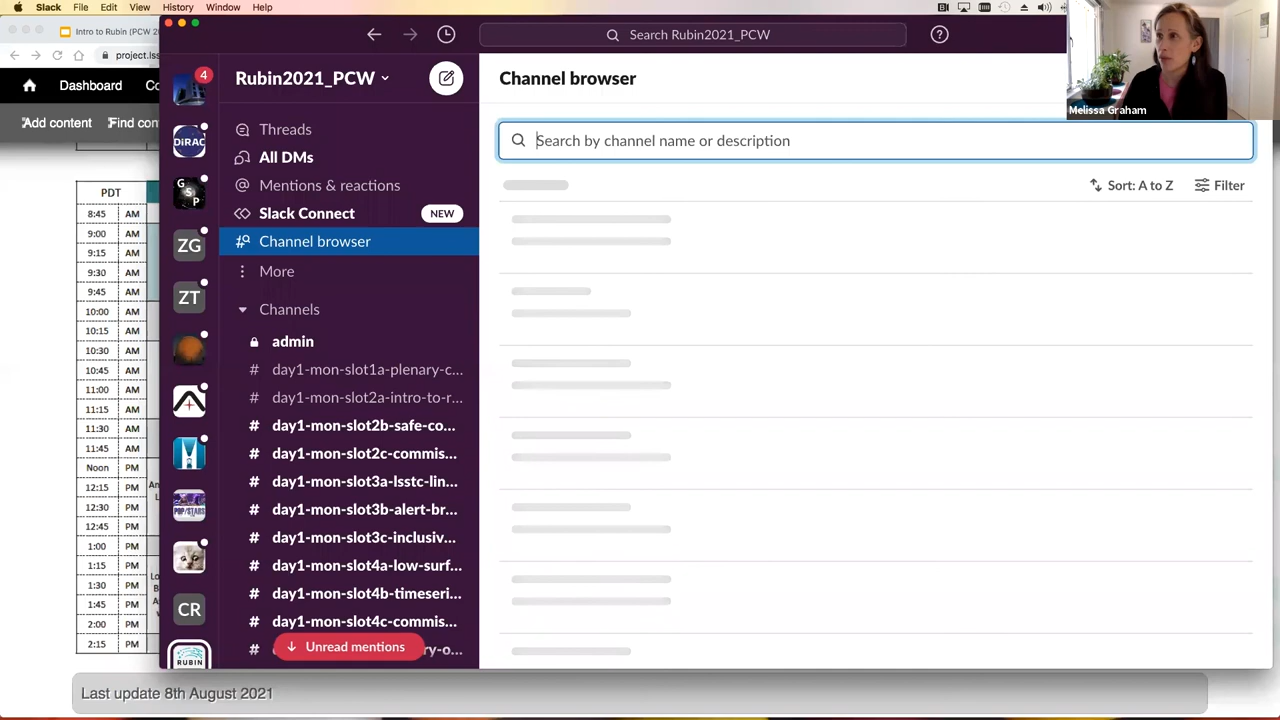 Slack File Edit View History Window Help
Intro to Rubin (PCW 2
project.lss
Dashboard
Add content Find con
PDT
8:45 AM
9:00 AM
9:15 AM
9:30 AM
9:45 AM
10:00 AM
10:15 AM
10:30 AM
10:45 AM
11:00 AM
11:15 AM
11:30 AM
11:45 AM
Noon PM
12:15 PM
12:30 PM
12:45 PM
1:00 PM
1:15 PM
1:30 PM
1:45 PM
2:00 PM
2:15 PM
Last update 8th August 2021
Search Rubin2021_PCW
4
DiRAC
G S P
ZG
ZT
POP/STARS
CR
RUBIN
Rubin2021_PCW
Threads
All DMs
Mentions & reactions
Slack Connect NEW
Channel browser
More
Channels
admin
# day1-mon-slot1a-plenary-c...
# day1-mon-slot2a-intro-to-r...
# day1-mon-slot2b-safe-co...
# day1-mon-slot2c-commis...
# day1-mon-slot3a-lsstc-lin...
# day1-mon-slot3b-alert-br...
# day1-mon-slot3c-inclusiv...
# day1-mon-slot4a-low-surf...
# day1-mon-slot4b-timeseri...
# day1-mon-slot4c-commis...
Unread mentions
ry-o...
Channel browser
Search by channel name or description
Sort: A to Z Filter
Melissa Graham